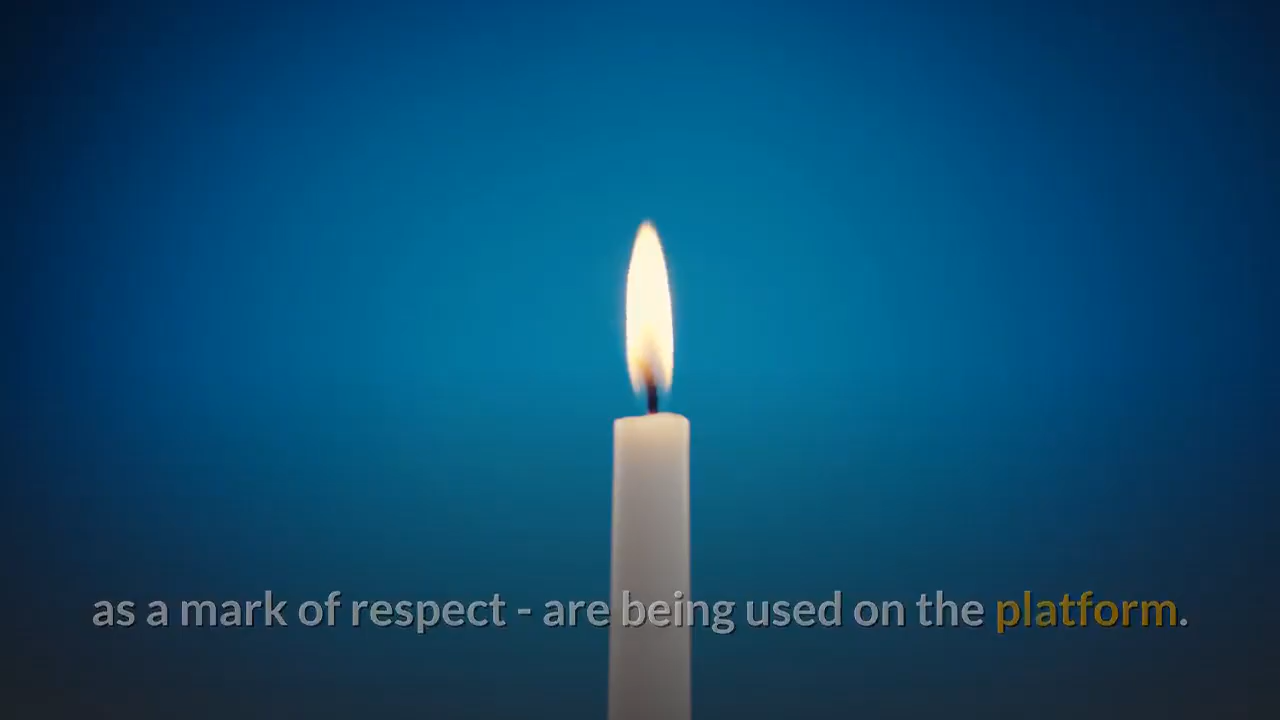 as a mark of respect - are being used on the platform.